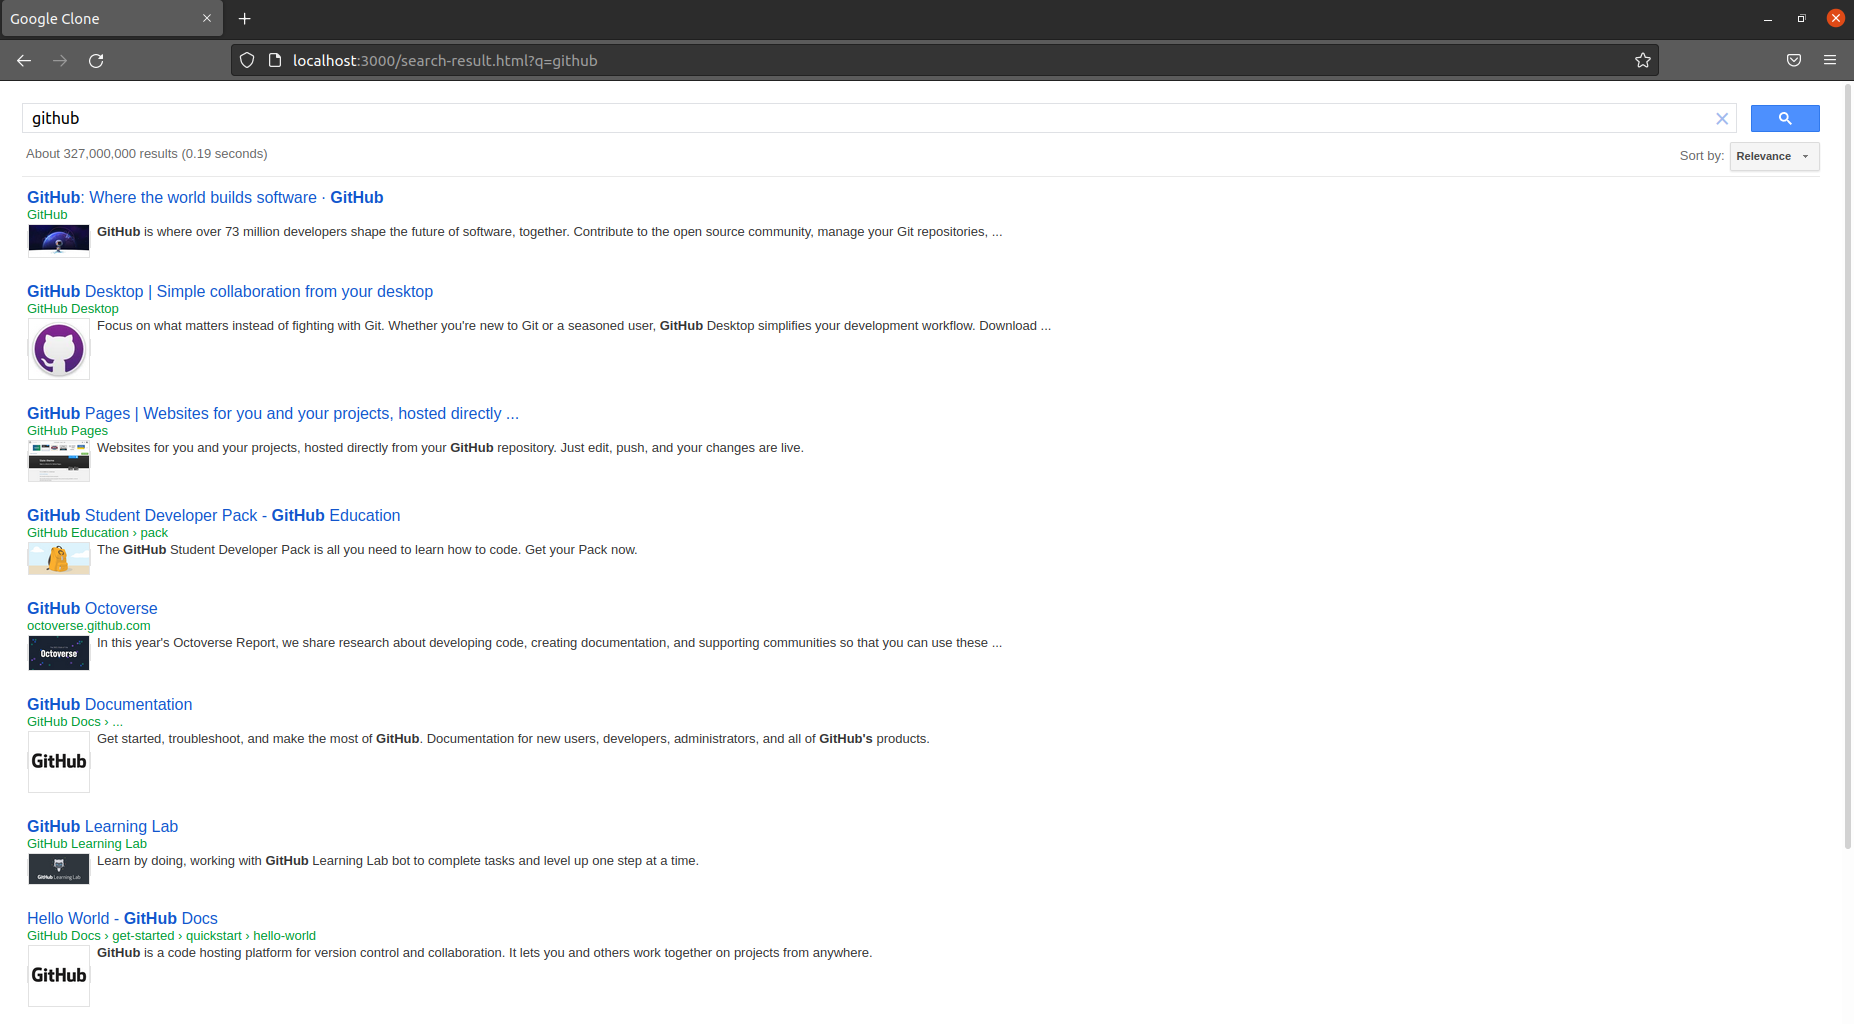 Google Clone
localhost:3000/search-result.html?q=github
github
About 327,000,000 results (0.19 seconds)
Sort by: Relevance
GitHub: Where the world builds software · GitHub
GitHub
GitHub is where over 73 million developers shape the future of software, together. Contribute to the open source community, manage your Git repositories, ...
GitHub Desktop | Simple collaboration from your desktop
GitHub Desktop
Focus on what matters instead of fighting with Git. Whether you're new to Git or a seasoned user, GitHub Desktop simplifies your development workflow. Download ...
GitHub Pages | Websites for you and your projects, hosted directly ...
GitHub Pages
Websites for you and your projects, hosted directly from your GitHub repository. Just edit, push, and your changes are live.
GitHub Student Developer Pack - GitHub Education
GitHub Education › pack
The GitHub Student Developer Pack is all you need to learn how to code. Get your Pack now.
GitHub Octoverse
octoverse.github.com
In this year's Octoverse Report, we share research about developing code, creating documentation, and supporting communities so that you can use these ...
Octoverse
GitHub Documentation
GitHub Docs › ...
Get started, troubleshoot, and make the most of GitHub. Documentation for new users, developers, administrators, and all of GitHub's products.
GitHub
GitHub Learning Lab
GitHub Learning Lab
Learn by doing, working with GitHub Learning Lab bot to complete tasks and level up one step at a time.
GitHub Learning Lab
Hello World - GitHub Docs
GitHub Docs › get-started › quickstart › hello-world
GitHub is a code hosting platform for version control and collaboration. It lets you and others work together on projects from anywhere.
GitHub